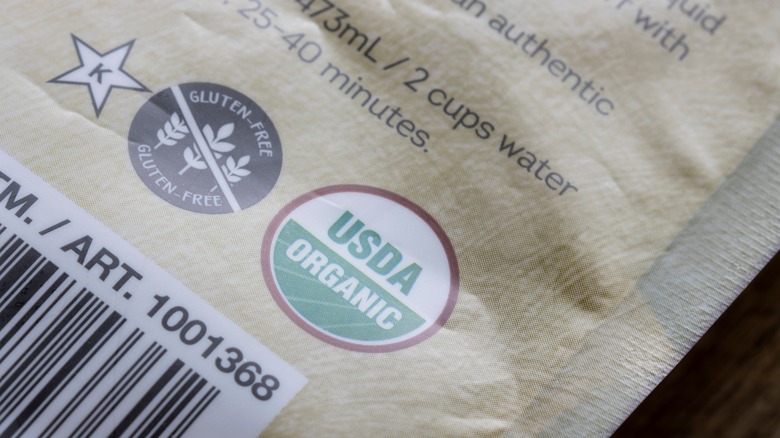 quid
r with
an authentic
473mL / 2 cups water
25-40 minutes.
K
GLUTEN-FREE
GLUTEN-FREE
USDA
ORGANIC
TM. / ART. 1001368